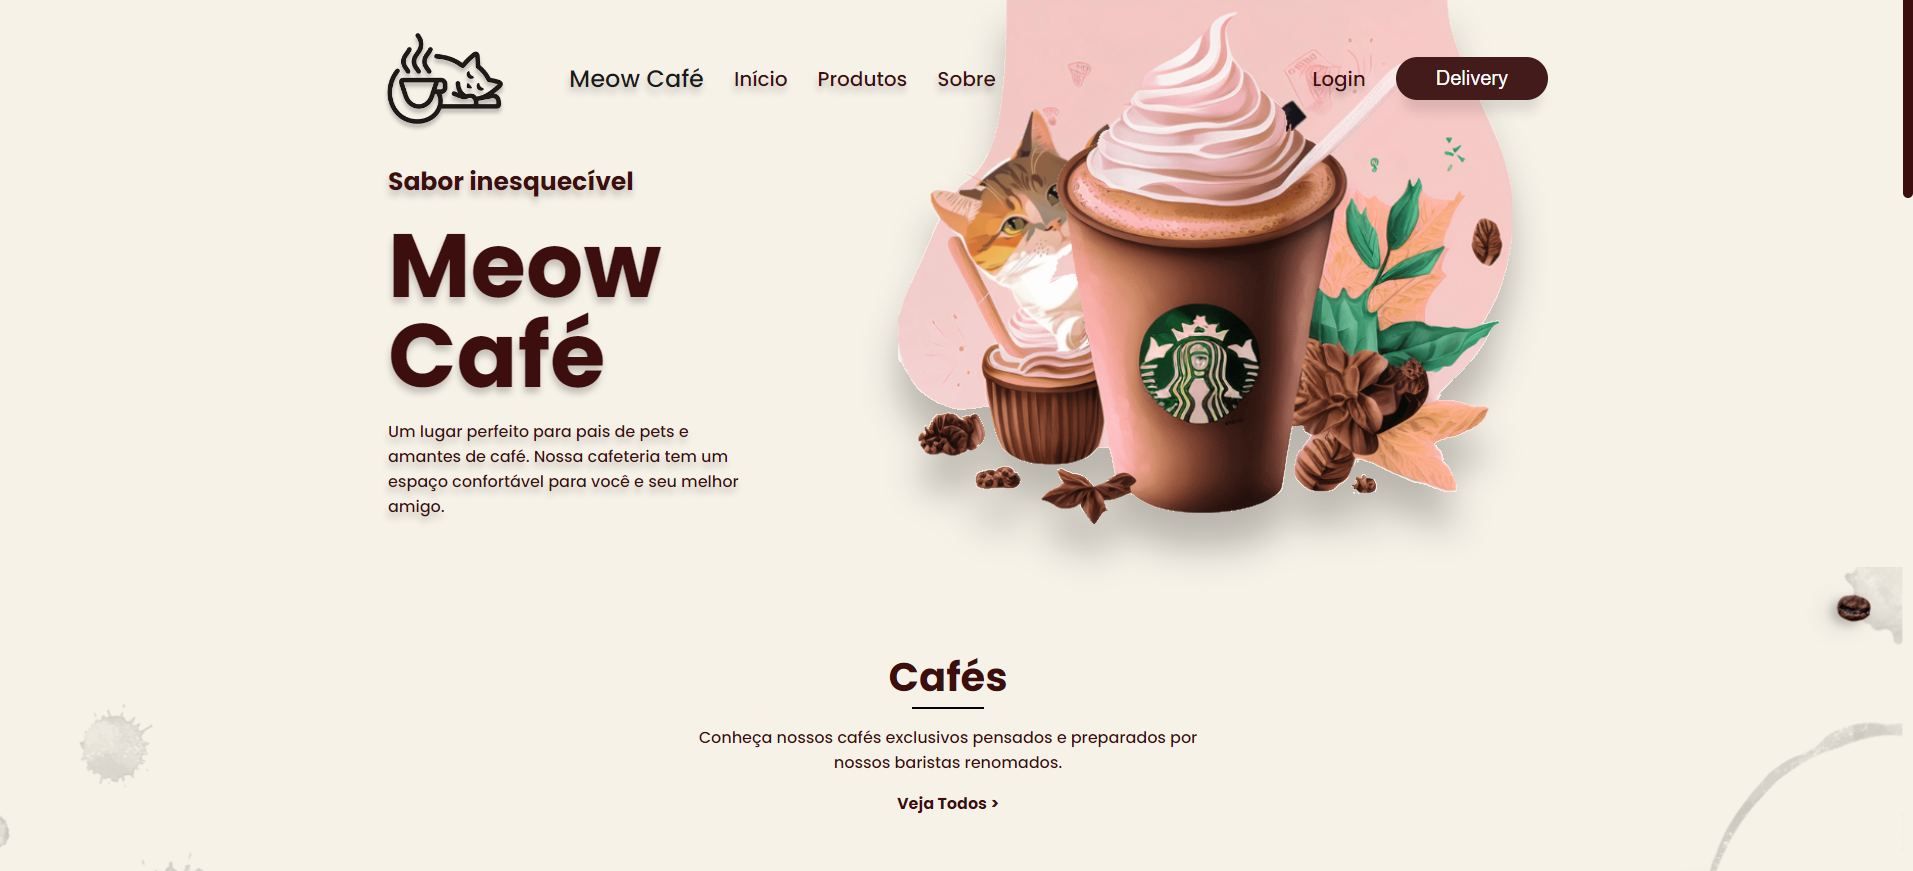 Meow Café Início Produtos Sobre Login Delivery
Sabor inesquecível
Meow
Café
Um lugar perfeito para pais de pets e
amantes de café. Nossa cafeteria tem um
espaço confortável para você e seu melhor
amigo.
Cafés
Conheça nossos cafés exclusivos pensados e preparados por
nossos baristas renomados.
Veja Todos >